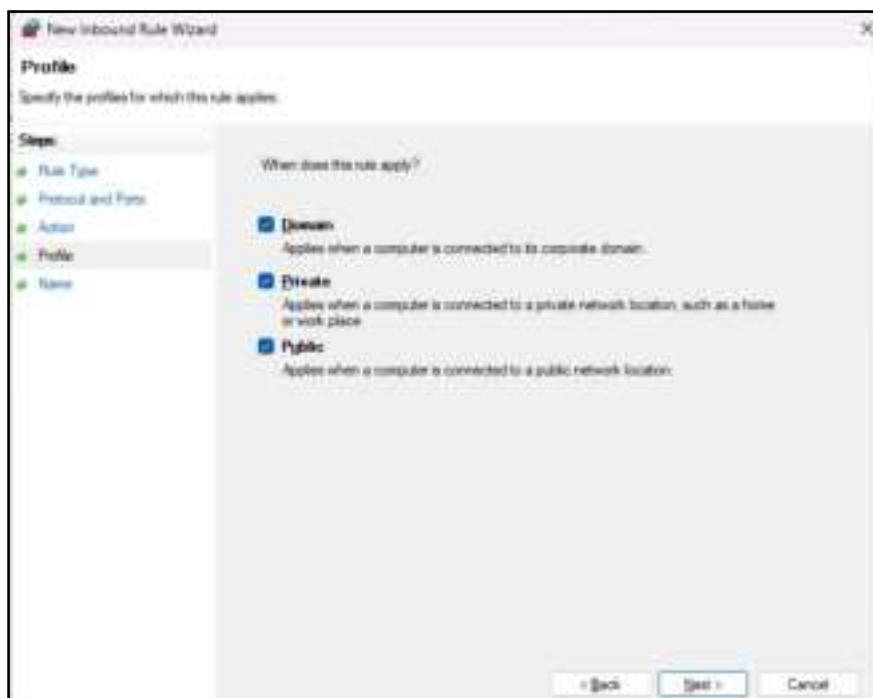 New Inbound Rule Wizard
Profile
Specify the profiles for which this rule applies.
Steps:
Rule Type
Protocol and Ports
Action
Profile
Name
When does this rule apply?
Domain
Applies when a computer is connected to its corporate domain.
Private
Applies when a computer is connected to a private network location, such as a home
or work place.
Public
Applies when a computer is connected to a public network location.
< Back
Next >
Cancel